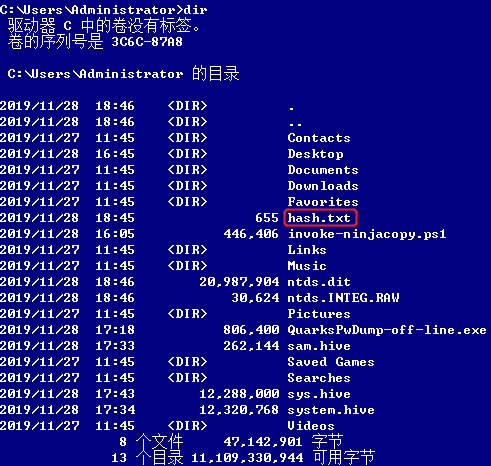 C:\Users\Administrator>dir
驱动器 C 中的卷没有标签。
卷的序列号是 3C6C-87A8
C:\Users\Administrator 的目录
2019/11/28  18:46    <DIR>          .
2019/11/28  18:46    <DIR>          ..
2019/11/27  11:45    <DIR>          Contacts
2019/11/28  16:45    <DIR>          Desktop
2019/11/27  11:45    <DIR>          Documents
2019/11/27  11:45    <DIR>          Downloads
2019/11/27  11:45    <DIR>          Favorites
2019/11/28  18:45               655 hash.txt
2019/11/28  16:05           446,406 invoke-ninjacopy.ps1
2019/11/27  11:45    <DIR>          Links
2019/11/27  11:45    <DIR>          Music
2019/11/28  18:46        20,987,904 ntds.dit
2019/11/28  18:46            30,624 ntds.INTEG.RAW
2019/11/27  11:45    <DIR>          Pictures
2019/11/28  17:18           806,400 QuarksPwDump-off-line.exe
2019/11/28  17:33           262,144 sam.hive
2019/11/27  11:45    <DIR>          Saved Games
2019/11/27  11:45    <DIR>          Searches
2019/11/28  17:43        12,288,000 sys.hive
2019/11/28  17:34        12,320,768 system.hive
2019/11/27  11:45    <DIR>          Videos
8 个文件     47,142,901 字节
13 个目录 11,109,330,944 可用字节